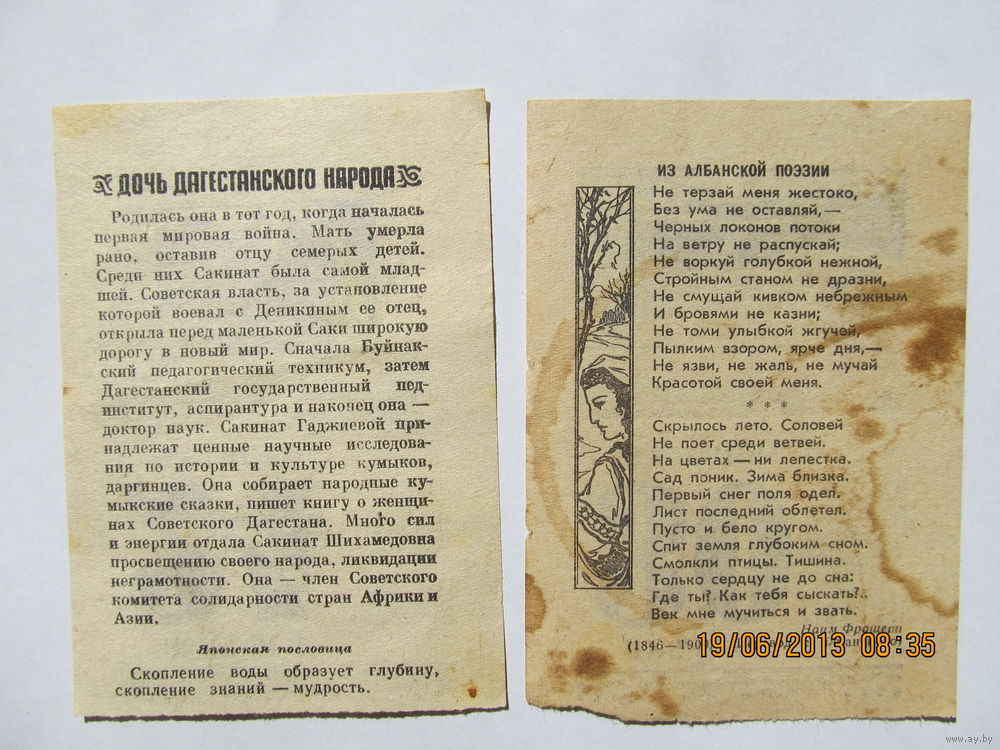 ДОЧЬ ДАГЕСТАНСКОГО НАРОДА
Родилась она в тот год, когда началась
первая мировая война. Мать умерла
рано, оставив отцу семерых детей.
Среди них Сакинат была самой млад-
шей. Советская власть, за установление
которой воевал с Деникиным ее отец,
открыла перед маленькой Саки широкую
дорогу в новый мир. Сначала Буйнак-
ский педагогический техникум, затем
Дагестанский государственный пед-
институт, аспирантура и наконец она —
доктор наук. Сакинат Гаджиевой при-
надлежат ценные научные исследова-
ния по истории и культуре кумыков,
даргинцев. Она собирает народные ку-
мыкские сказки, пишет книгу о женщи-
нах Советского Дагестана. Много сил
и энергии отдала Сакинат Шихамедовна
просвещению своего народа, ликвидации
неграмотности. Она — член Советского
комитета солидарности стран Африки и
Азии.
Японская пословица
Скопление воды образует глубину,
скопление знаний — мудрость.
ИЗ АЛБАНСКОЙ ПОЭЗИИ
Не терзай меня жестоко,
Без ума не оставляй,—
Черных локонов потоки
На ветру не распускай;
Не воркуй голубкой нежной,
Стройным станом не дразни,
Не смущай кивком небрежным
И бровями не казни;
Не томи улыбкой жгучей,
Пылким взором, ярче дня,—
Не язви, не жаль, не мучай
Красотой своей меня.
* * *
Скрылось лето. Соловей
Не поет среди ветвей.
На цветах — ни лепестка.
Сад поник. Зима близка.
Первый снег поля одел.
Лист последний облетел.
Пусто и бело кругом.
Спит земля глубоким сном.
Смолкли птицы. Тишина.
Только сердцу не до сна:
Где ты? Как тебя сыскать?..
Век мне мучиться и звать.
Наим Фрашери
(1846—190
19/06/2013 08:35
www.ay.by